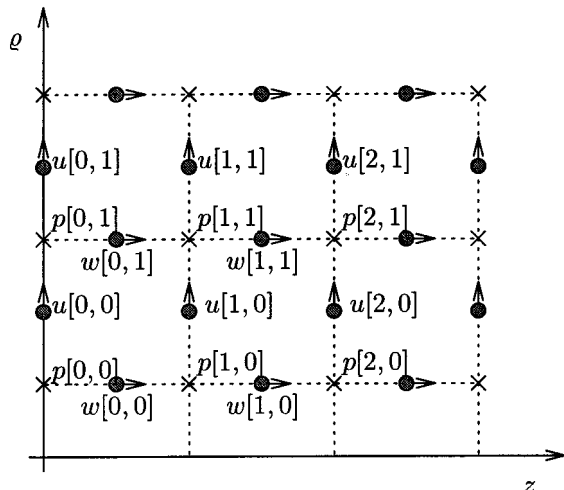 ϱ
u[0, 1] u[1, 1] u[2, 1]
p[0, 1] p[1, 1] p[2, 1]
w[0, 1] w[1, 1]
u[0, 0] u[1, 0] u[2, 0]
p[0, 0] p[1, 0] p[2, 0]
w[0, 0] w[1, 0]
z